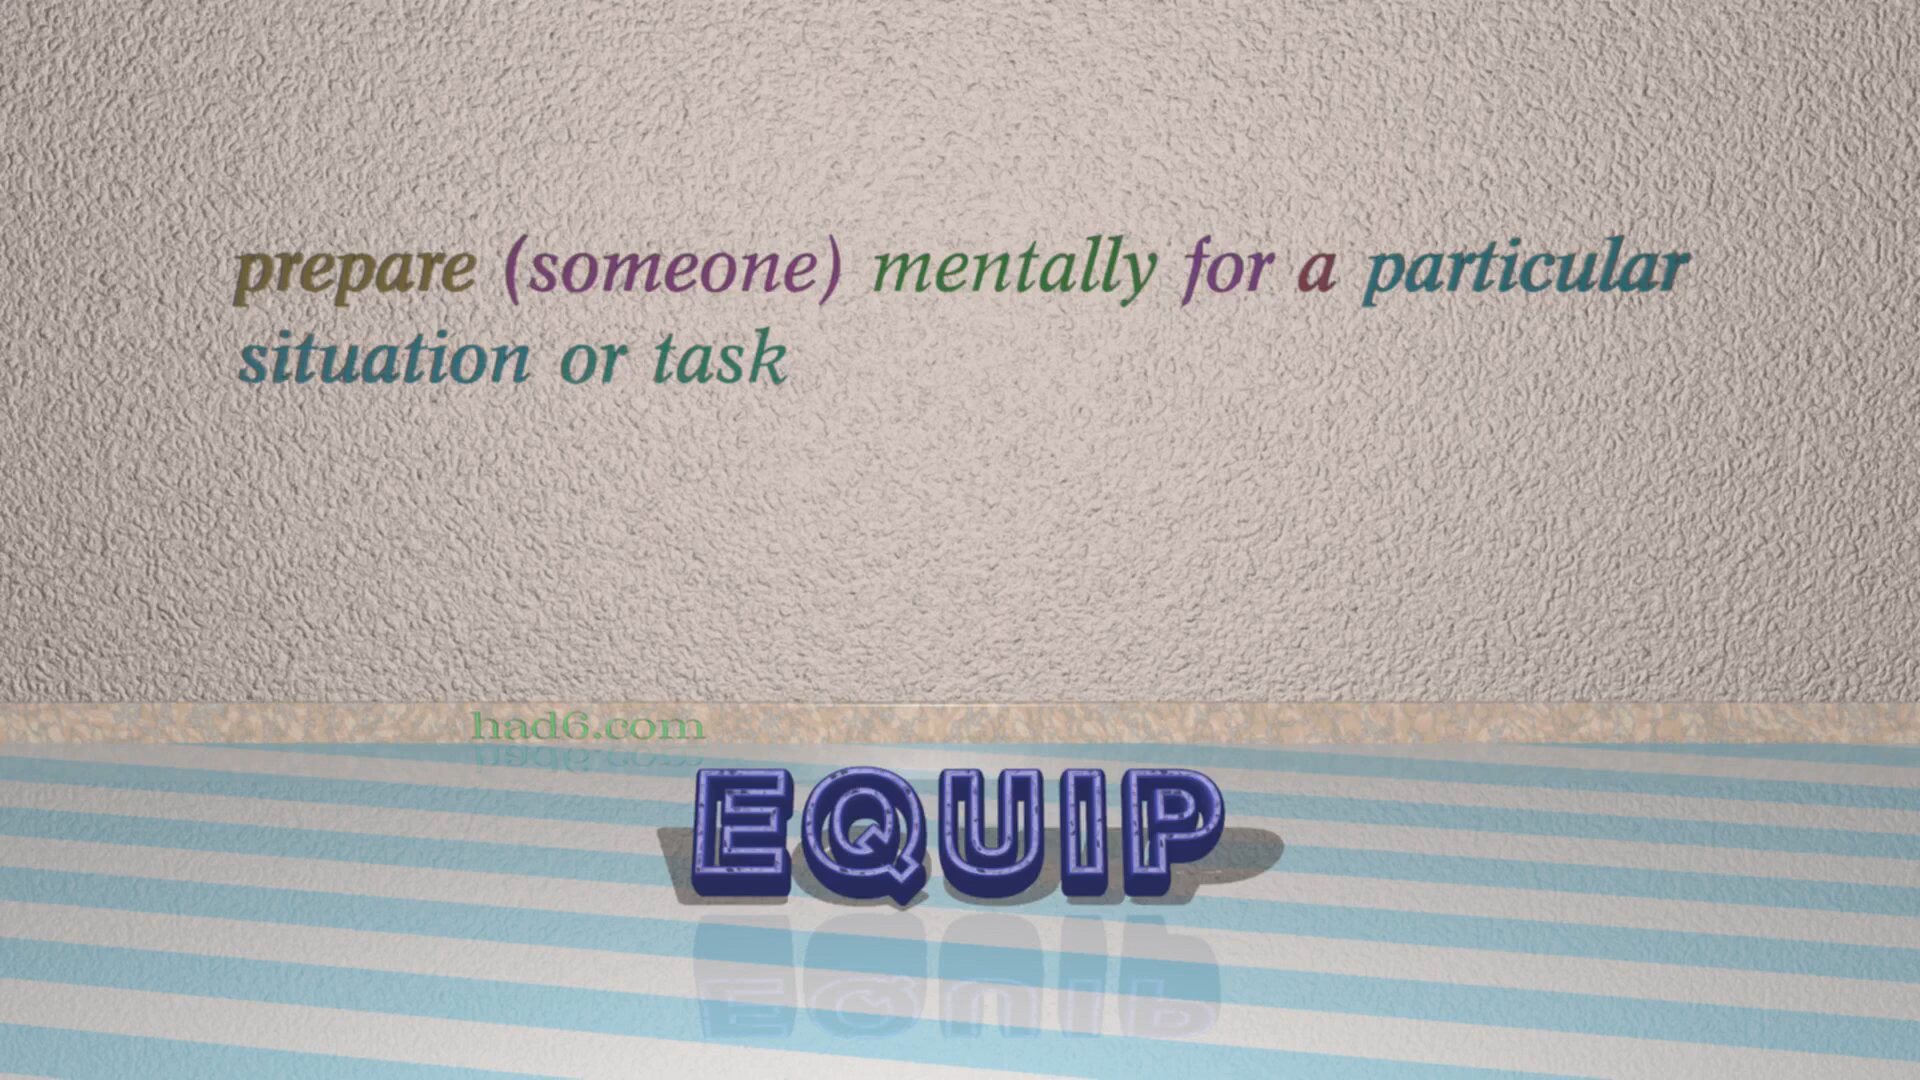 prepare (someone) mentally for a particular
situation or task
had6.com
EQUIP